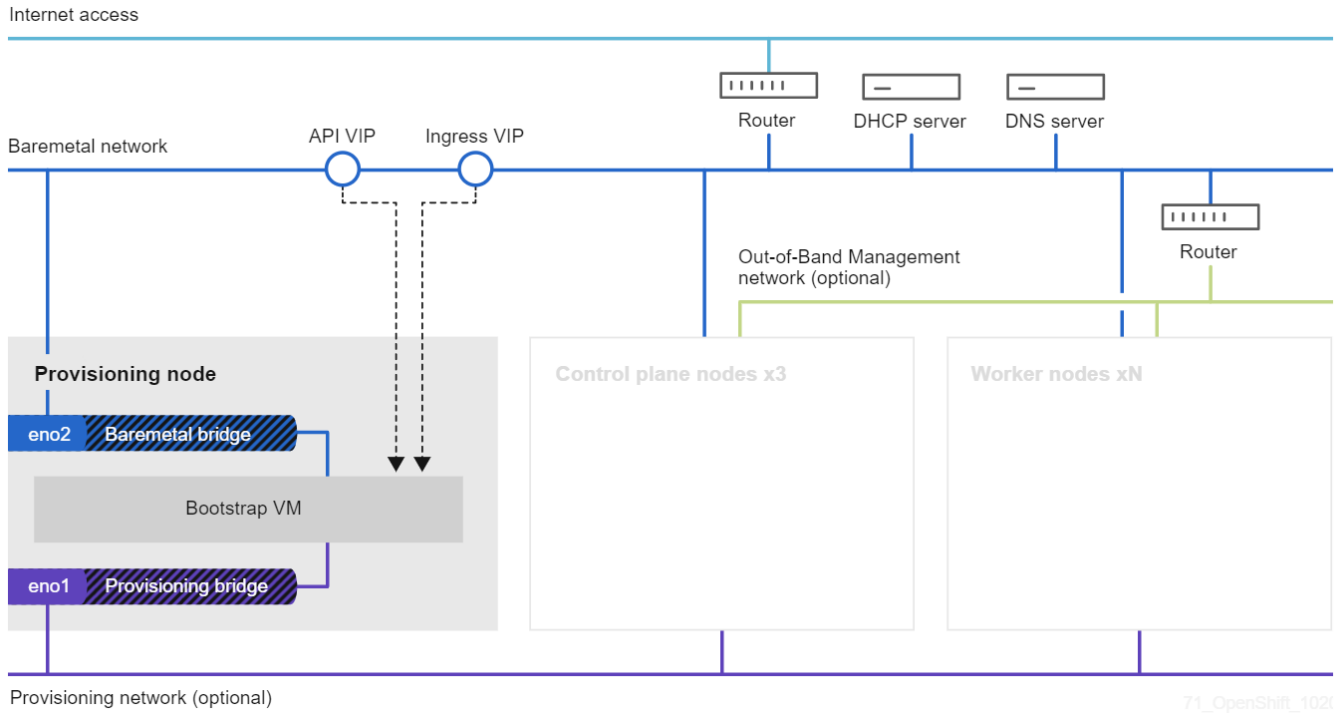 Internet access
Router
DHCP server
DNS server
Baremetal network
API VIP
Ingress VIP
Router
Out-of-Band Management
network (optional)
Provisioning node
Control plane nodes x3
Worker nodes xN
eno2
Baremetal bridge
Bootstrap VM
eno1
Provisioning bridge
Provisioning network (optional)
71_OpenShift_1020